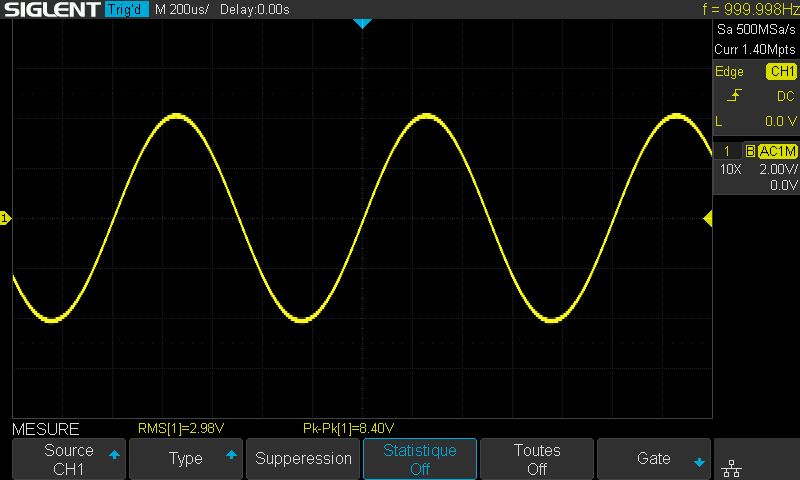 SIGLENT Trig'd M 200us/ Delay:0.00s f = 999.998Hz
Sa 500MSa/s
Curr 1.40Mpts
Edge CH1
DC
L 0.0 V
1 B AC1M
10X 2.00V/
0.0V
1
MESURE RMS[1]=2.98V Pk-Pk[1]=8.40V
Source Type Supperession Statistique Toutes Gate
CH1 Off Off